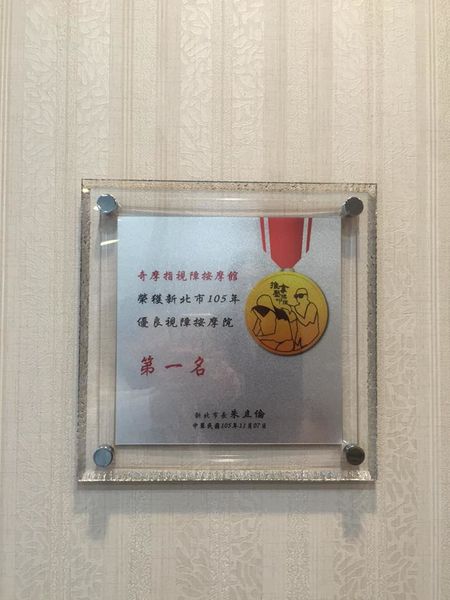 奇摩指視障按摩館
榮獲新北市105年
優良視障按摩院
第一名
新北市長 朱立倫
中華民國105年11月07日